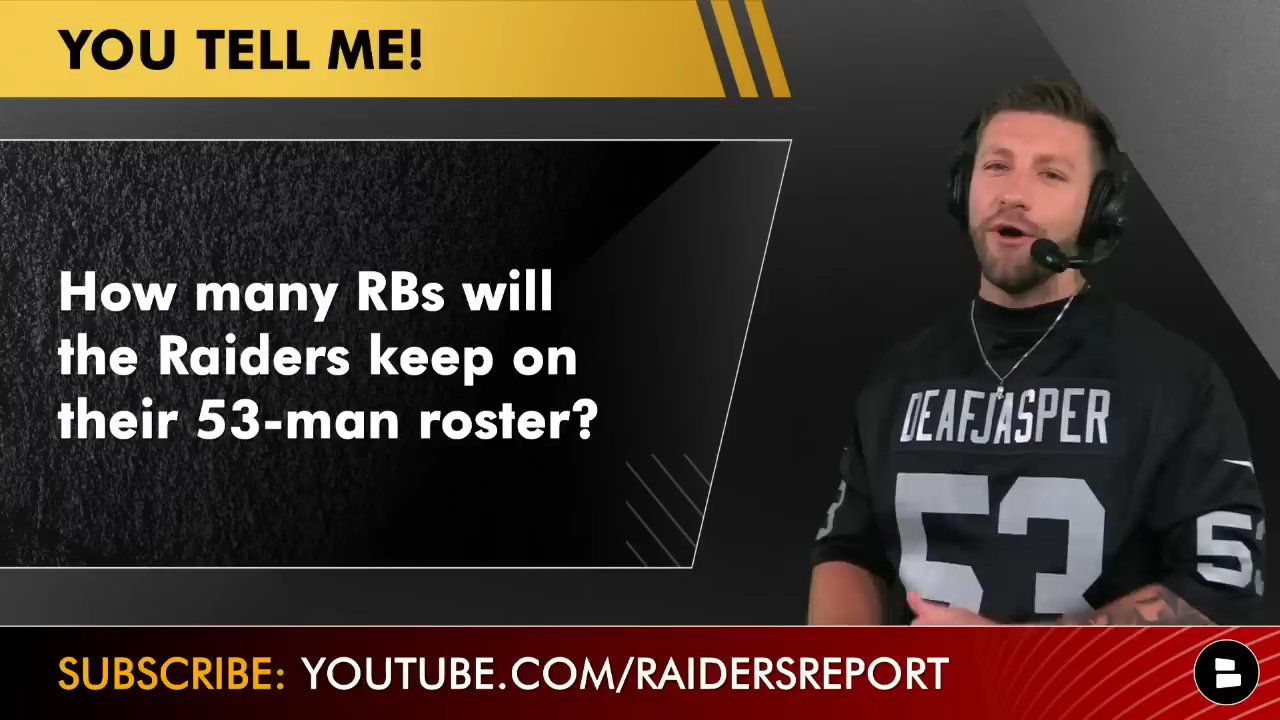 YOU TELL ME!
How many RBs will
the Raiders keep on
their 53-man roster?
DEAFJASPER
53
53
SUBSCRIBE: YOUTUBE.COM/RAIDERSREPORT